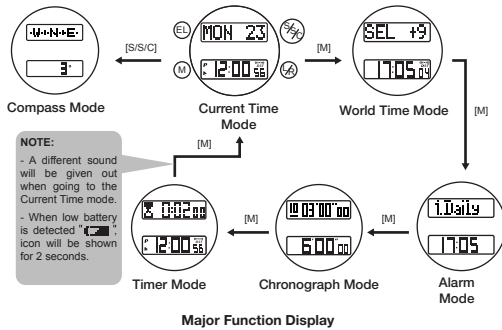 ·W·N·E·
3°
Compass Mode
[S/S/C]
EL
MON 23
S/S/C
M
P 12:00 56
L/R
Current Time
Mode
[M]
SEL +9
17:05 04
World Time Mode
[M]
1.Daily
17:05
Alarm
Mode
[M]
03'00"00
6:00 00
Chronograph Mode
[M]
0:02 00
P 12:00 56
Timer Mode
[M]
NOTE:
- A different sound
will be given out
when going to the
Current Time mode.
- When low battery
is detected " ",
icon will be shown
for 2 seconds.
Major Function Display